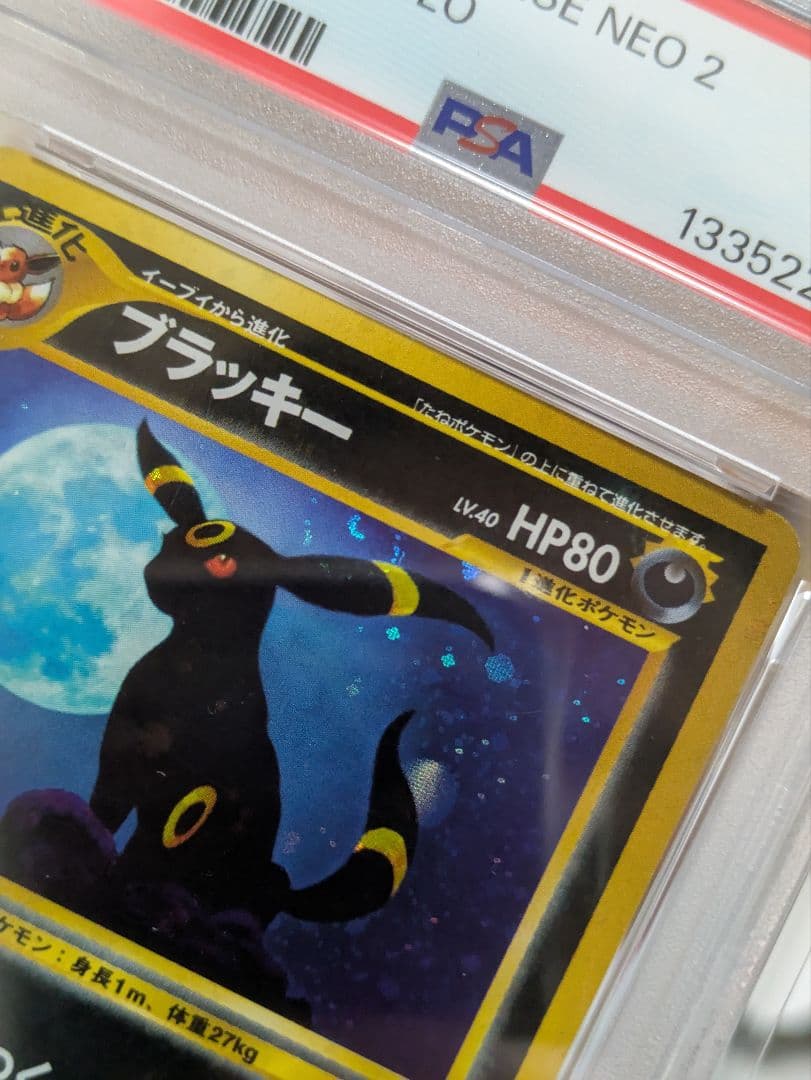 NEO 2
PSA
進化
イーブイから進化
ブラッキー
「たねポケモン」の上に重ねて進化させます。
LV.40 HP80
1進化ポケモン
ケモン：身長1m、体重27kg